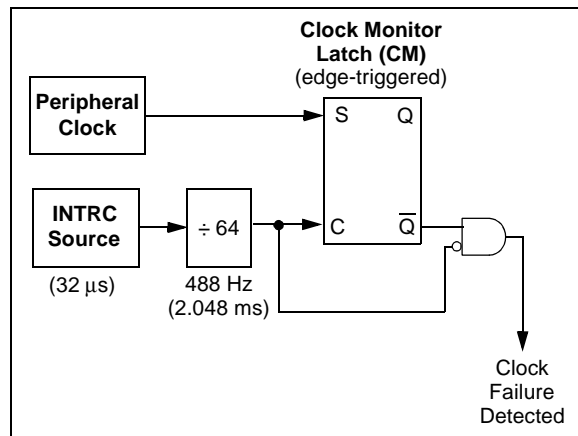 Clock Monitor
Latch (CM)
(edge-triggered)
Peripheral
Clock
S
Q
INTRC
Source
÷ 64
C
Q̅
(32 μs)
488 Hz
(2.048 ms)
Clock
Failure
Detected